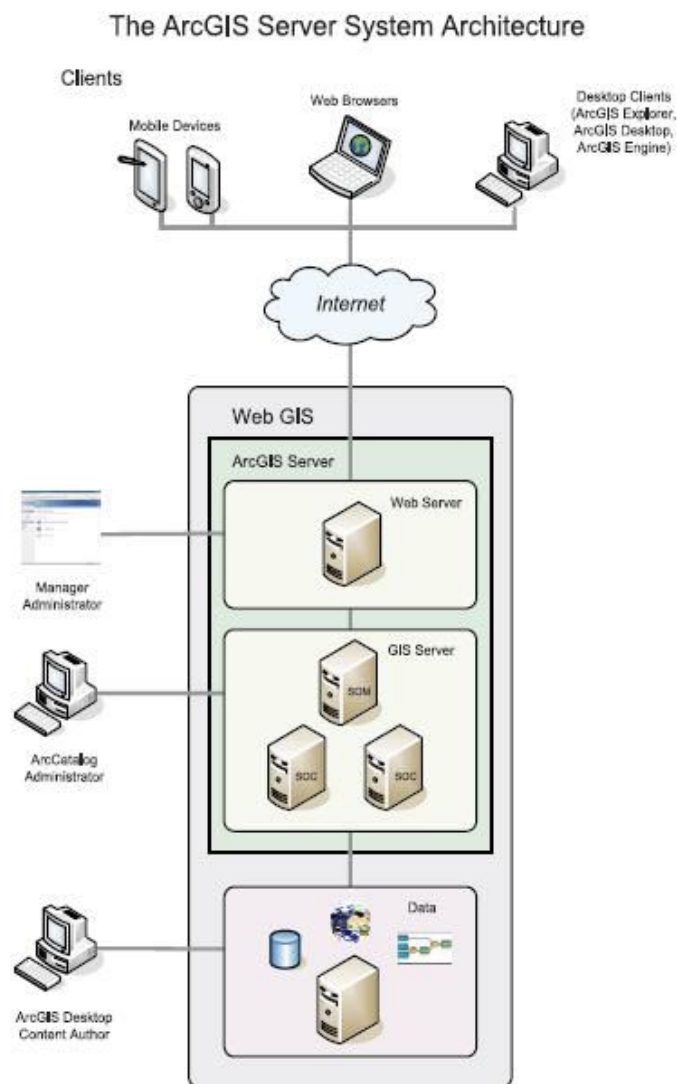 The ArcGIS Server System Architecture
Clients
Mobile Devices
Web Browsers
Desktop Clients
(ArcGIS Explorer,
ArcGIS Desktop,
ArcGIS Engine)
Internet
Web GIS
ArcGIS Server
Web Server
Manager
Administrator
GIS Server
SOM
SOC
SOC
ArcCatalog
Administrator
Data
ArcGIS Desktop
Content Author